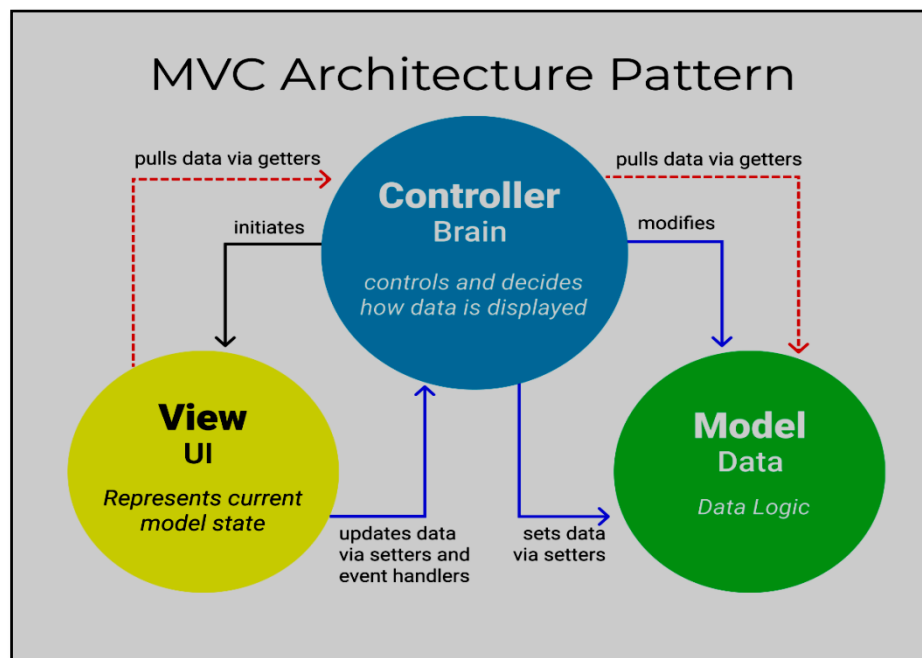 MVC Architecture Pattern
pulls data via getters
pulls data via getters
Controller
Brain
initiates
modifies
controls and decides
how data is displayed
View
UI
Represents current
model state
Model
Data
Data Logic
updates data
via setters and
event handlers
sets data
via setters